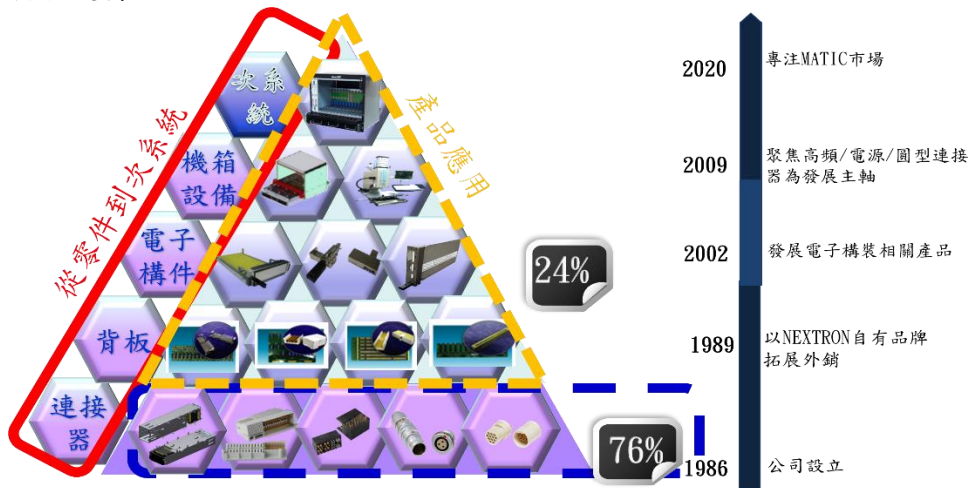 從零件到次系統
產品應用
次系
統
機箱
設備
電子
構件
背板
連接
器
24%
76%
2020
專注MATIC市場
2009
聚焦高頻/電源/圓型連接
器為發展主軸
2002
發展電子構裝相關產品
1989
以NEXTRON自有品牌
拓展外銷
1986
公司設立